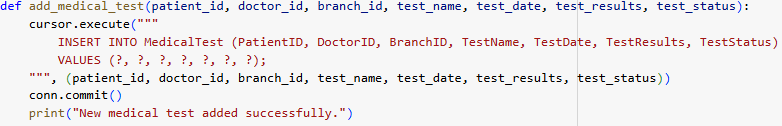 def add_medical_test(patient_id, doctor_id, branch_id, test_name, test_date, test_results, test_status):
    cursor.execute("""
        INSERT INTO MedicalTest (PatientID, DoctorID, BranchID, TestName, TestDate, TestResults, TestStatus)
        VALUES (?, ?, ?, ?, ?, ?, ?);
    """, (patient_id, doctor_id, branch_id, test_name, test_date, test_results, test_status))
    conn.commit()
    print("New medical test added successfully.")